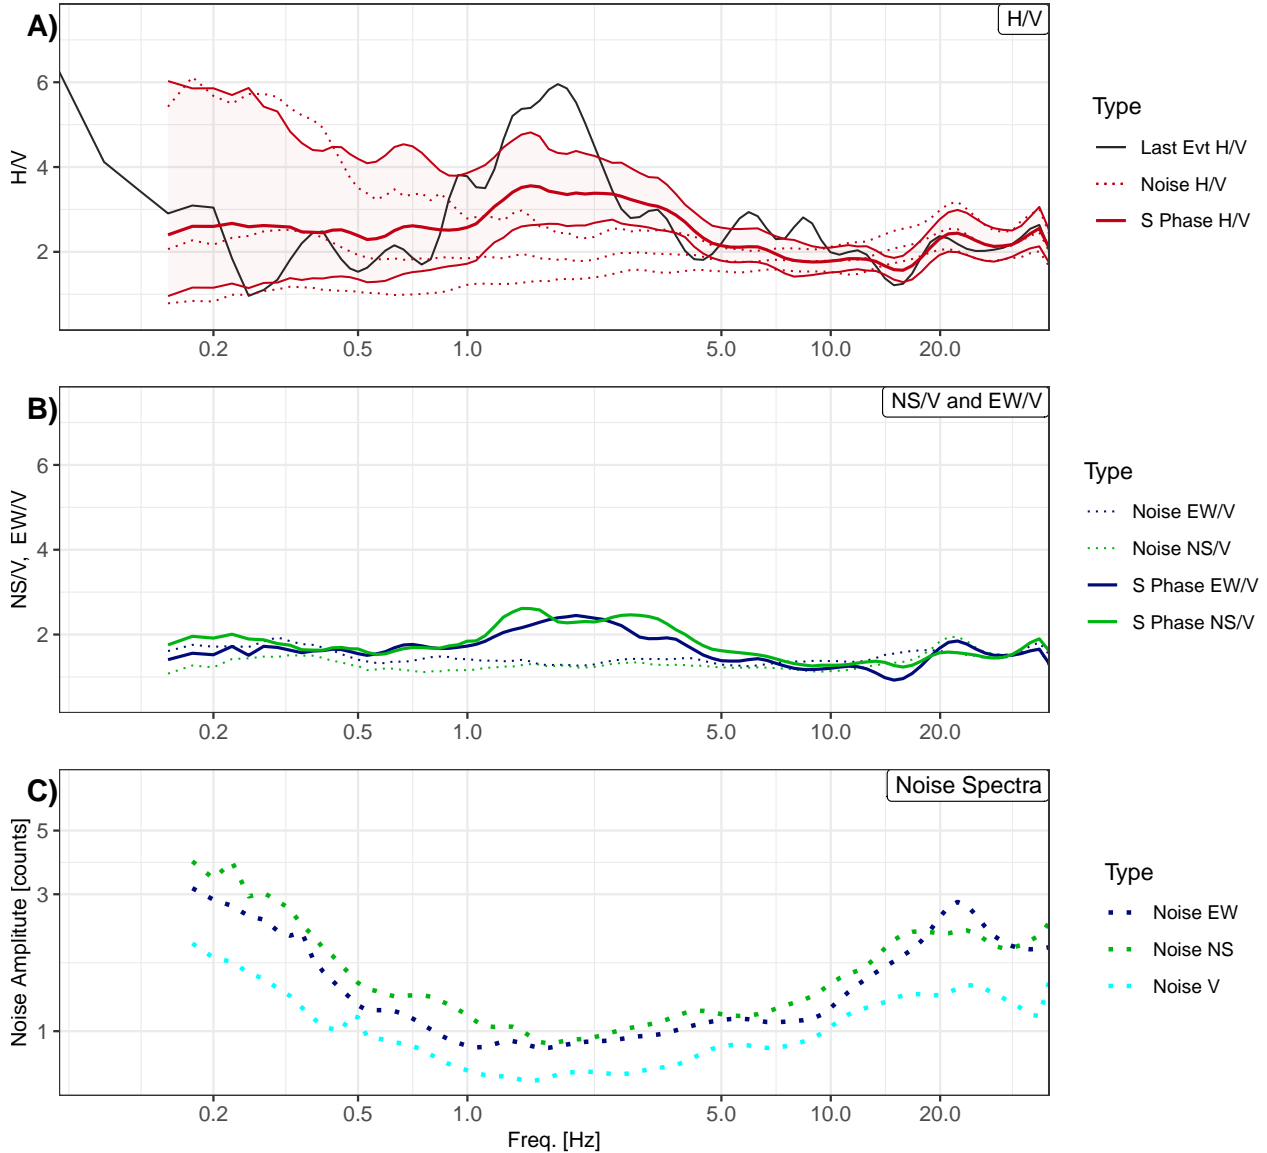 A)
H/V
6
4
2
H/V
0.2 0.5 1.0 5.0 10.0 20.0
Type
Last Evt H/V
Noise H/V
S Phase H/V
B)
NS/V and EW/V
6
4
2
NS/V, EW/V
0.2 0.5 1.0 5.0 10.0 20.0
Type
Noise EW/V
Noise NS/V
S Phase EW/V
S Phase NS/V
C)
Noise Spectra
5
3
1
Noise Amplitude [counts]
0.2 0.5 1.0 5.0 10.0 20.0
Freq. [Hz]
Type
Noise EW
Noise NS
Noise V